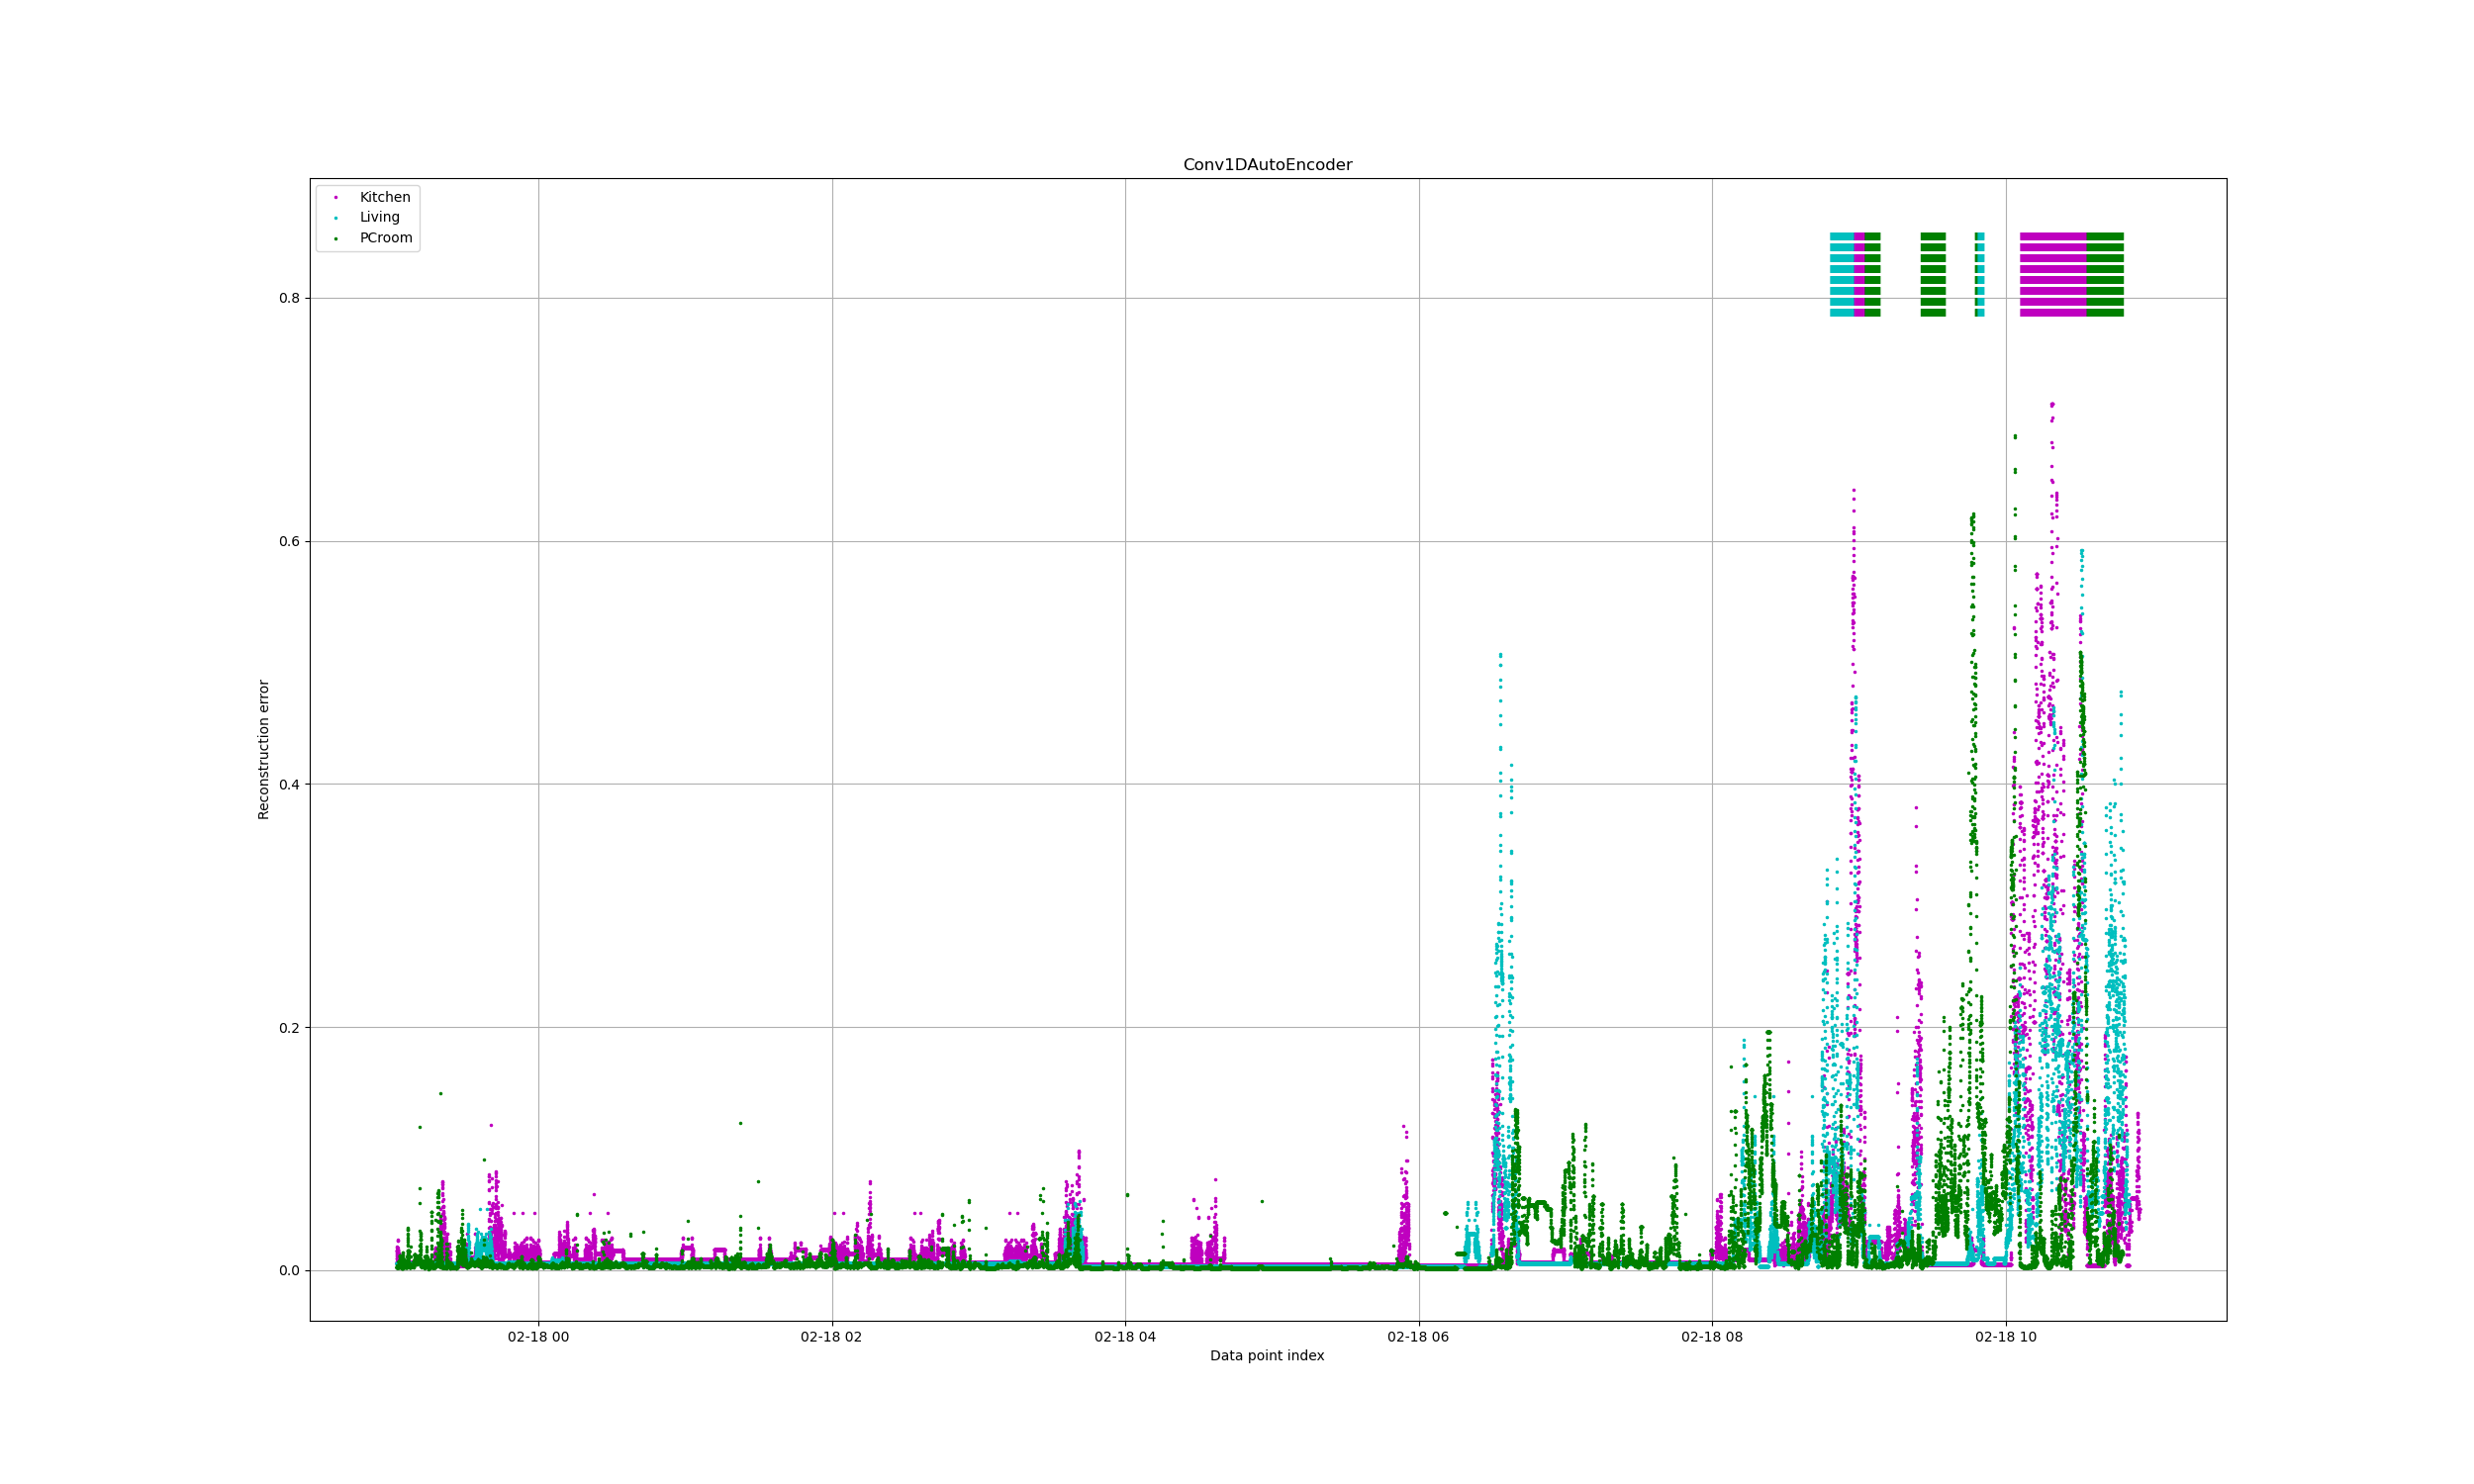 Conv1DAutoEncoder
Kitchen
Living
PCroom
0.8
0.6
0.4
0.2
0.0
Reconstruction error
02-18 00
02-18 02
02-18 04
02-18 06
02-18 08
02-18 10
Data point index